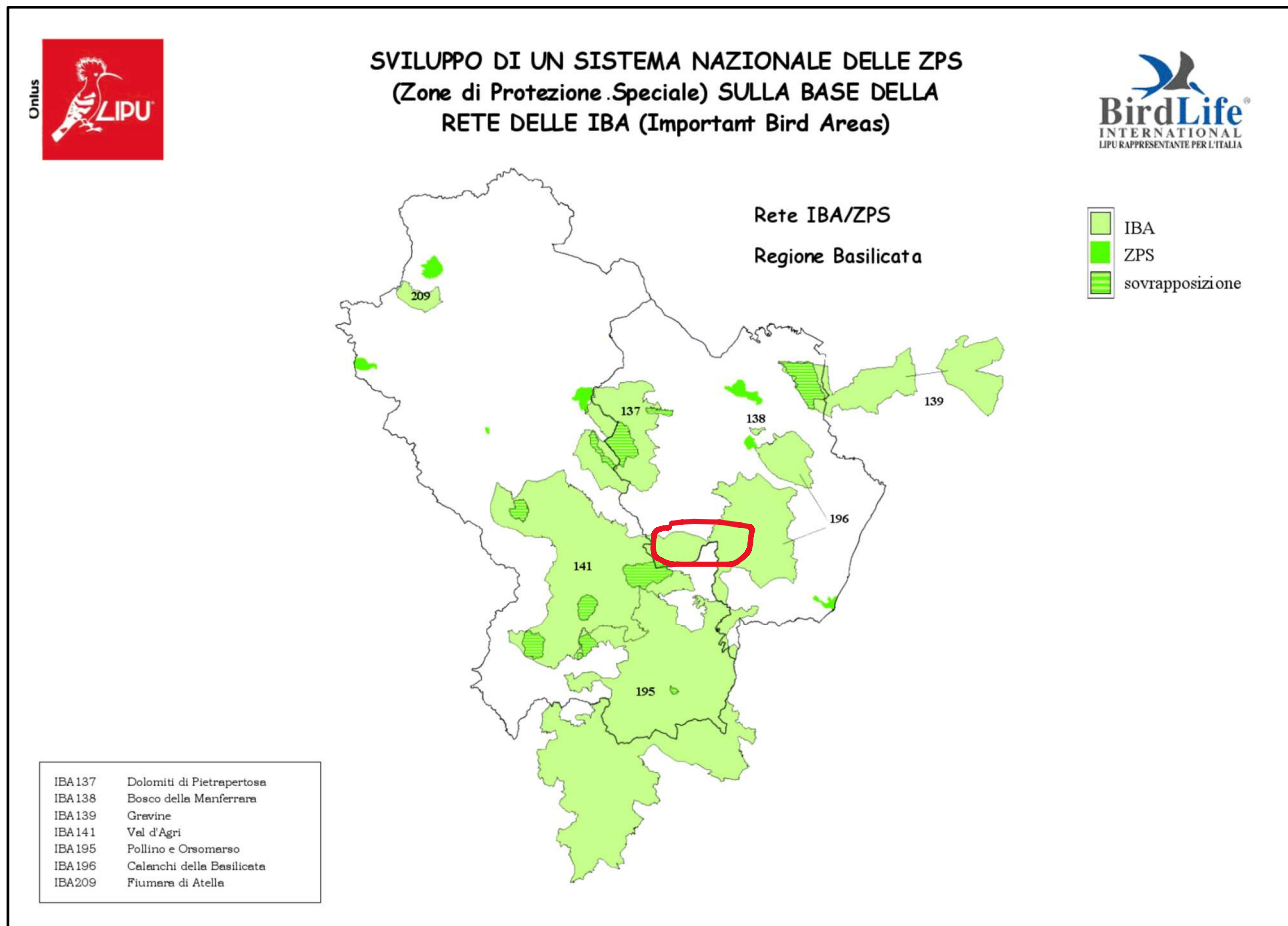 Onlus
LIPU
SVILUPPO DI UN SISTEMA NAZIONALE DELLE ZPS
(Zone di Protezione.Speciale) SULLA BASE DELLA
RETE DELLE IBA (Important Bird Areas)
BirdLife®
INTERNATIONAL
LIPU RAPPRESENTANTE PER L'ITALIA
Rete IBA/ZPS
Regione Basilicata
IBA
ZPS
sovrapposizione
209
137
138
139
196
141
195
IBA137 Dolomiti di Pietrapertosa
IBA138 Bosco della Manferrara
IBA139 Gravine
IBA141 Val d'Agri
IBA195 Pollino e Orsomarso
IBA196 Calanchi della Basilicata
IBA209 Fiumara di Atella